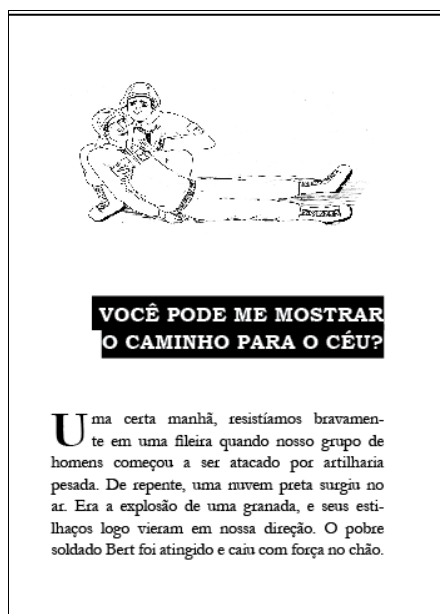 VOCÊ PODE ME MOSTRAR
O CAMINHO PARA O CÉU?
Uma certa manhã, resistíamos bravamen-
te em uma fileira quando nosso grupo de
homens começou a ser atacado por artilharia
pesada. De repente, uma nuvem preta surgiu no
ar. Era a explosão de uma granada, e seus esti-
lhaços logo vieram em nossa direção. O pobre
soldado Bert foi atingido e caiu com força no chão.